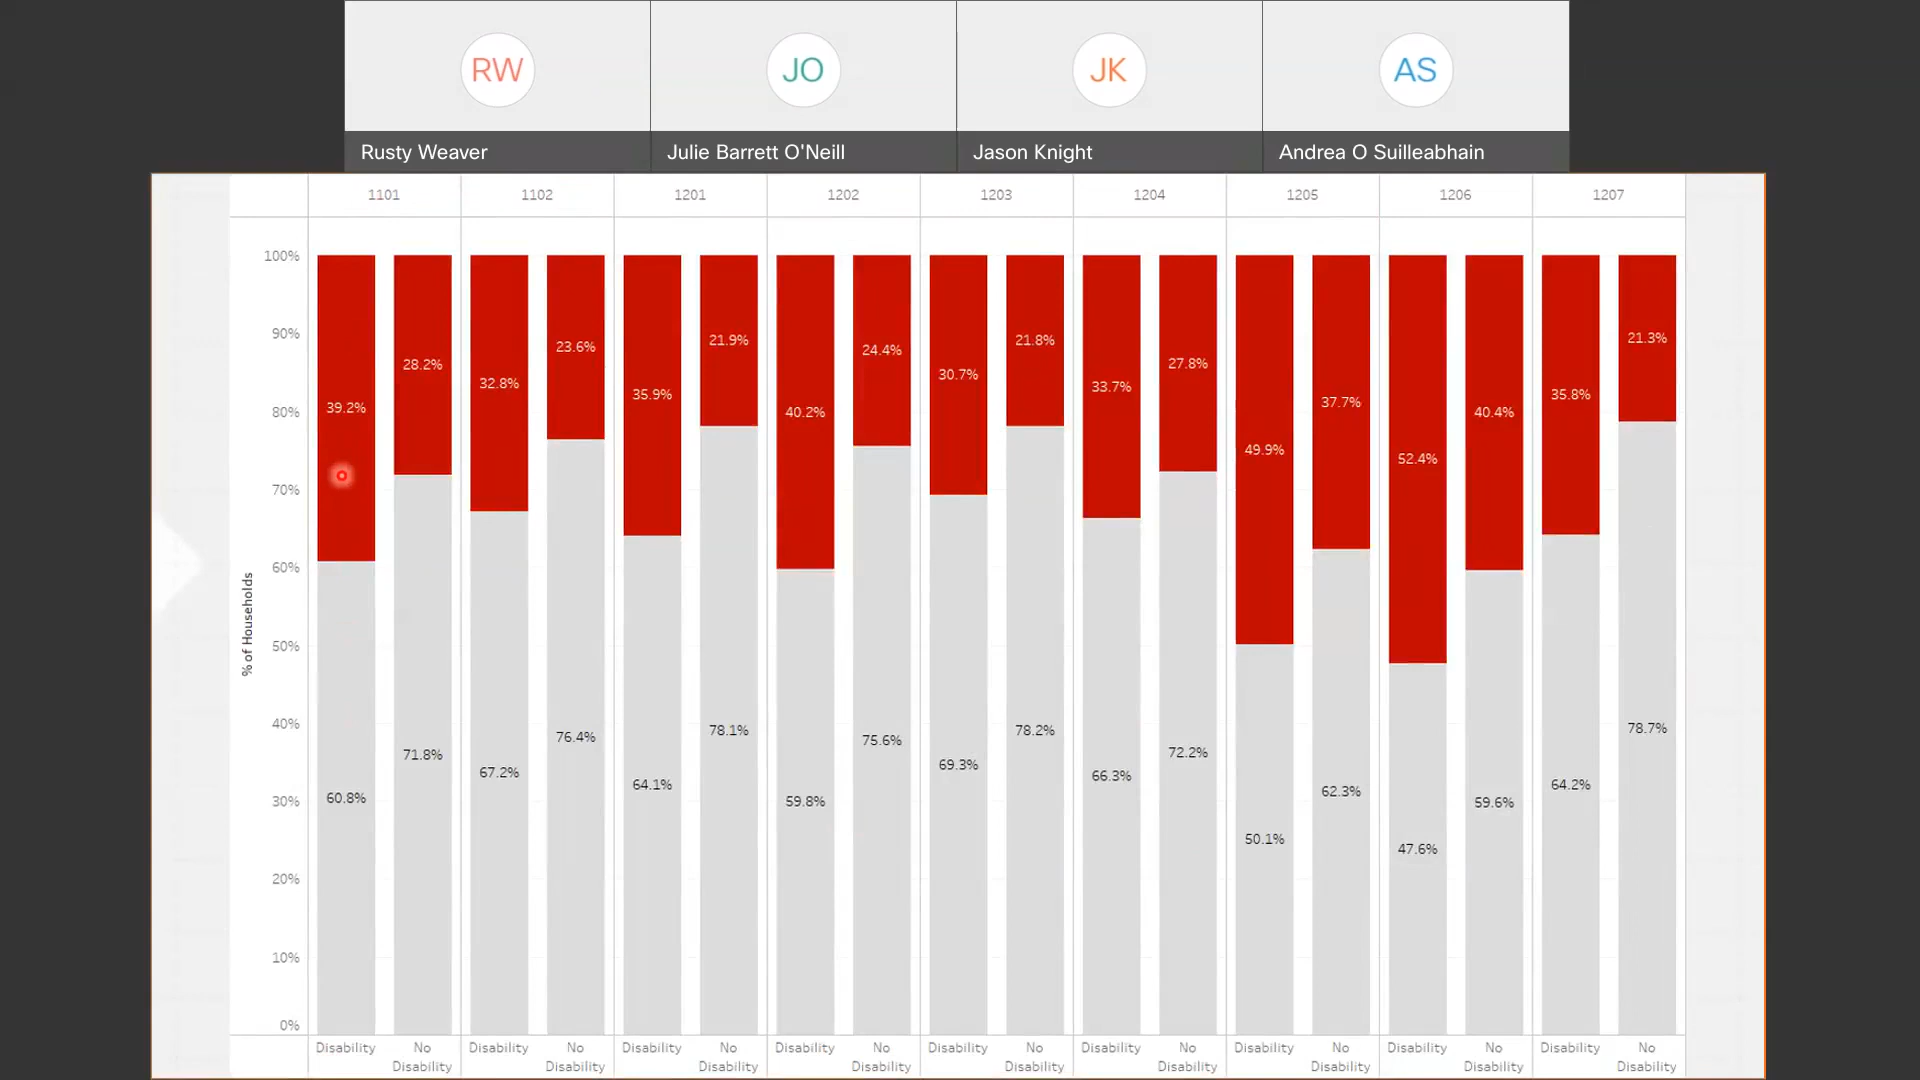 RW JO JK AS
Rusty Weaver Julie Barrett O'Neill Jason Knight Andrea O Suilleabhain
1101 1102 1201 1202 1203 1204 1205 1206 1207
100%
90%
80%
70%
60%
50%
40%
30%
20%
10%
0%
% of Households
39.2% 28.2% 32.8% 23.6% 35.9% 21.9% 40.2% 24.4% 30.7% 21.8% 33.7% 27.8% 49.9% 37.7% 52.4% 40.4% 35.8% 21.3%
60.8% 71.8% 67.2% 76.4% 64.1% 78.1% 59.8% 75.6% 69.3% 78.2% 66.3% 72.2% 50.1% 62.3% 47.6% 59.6% 64.2% 78.7%
Disability No Disability No Disability No Disability No Disability No Disability No Disability No Disability No Disability No
Disability Disability Disability Disability Disability Disability Disability Disability Disability